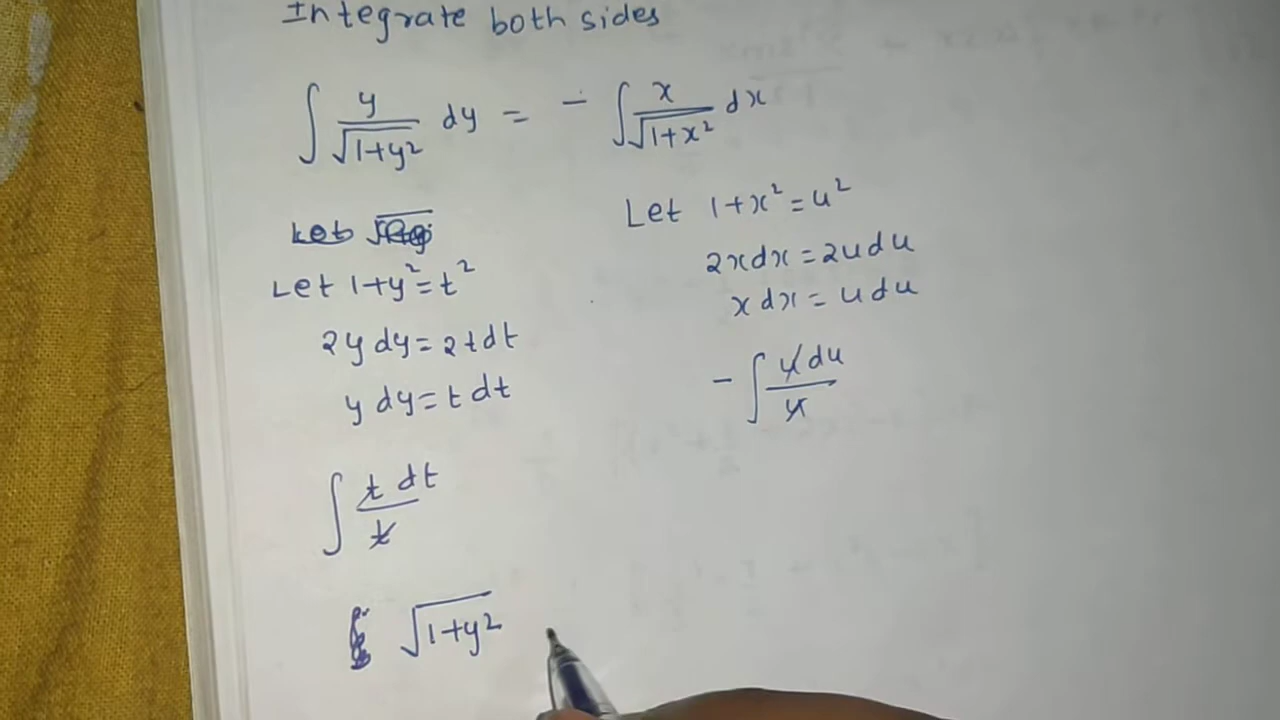 Integrate both sides
∫ y/√(1+y²) dy = - ∫ x/√(1+x²) dx
Let 1+y² = t²
2y dy = 2t dt
y dy = t dt
∫ t dt / t
√(1+y²)
Let 1+x² = u²
2x dx = 2u du
x dx = u du
- ∫ u du / u